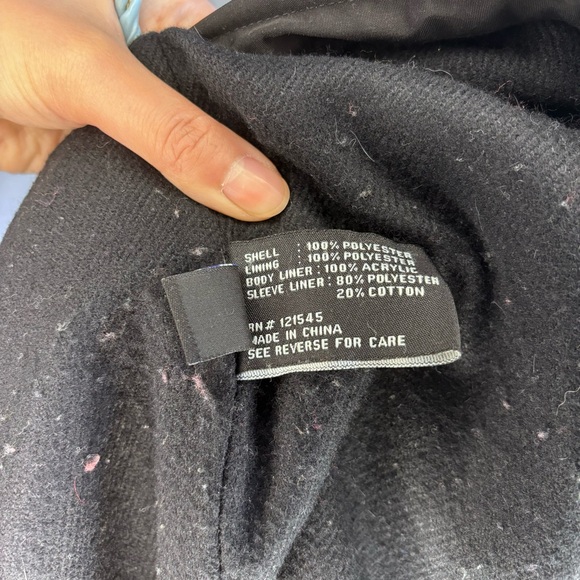 SHELL : 100% POLYESTER
LINING : 100% POLYESTER
BODY LINER : 100% ACRYLIC
SLEEVE LINER : 80% POLYESTER
20% COTTON
RN# 121545
MADE IN CHINA
SEE REVERSE FOR CARE